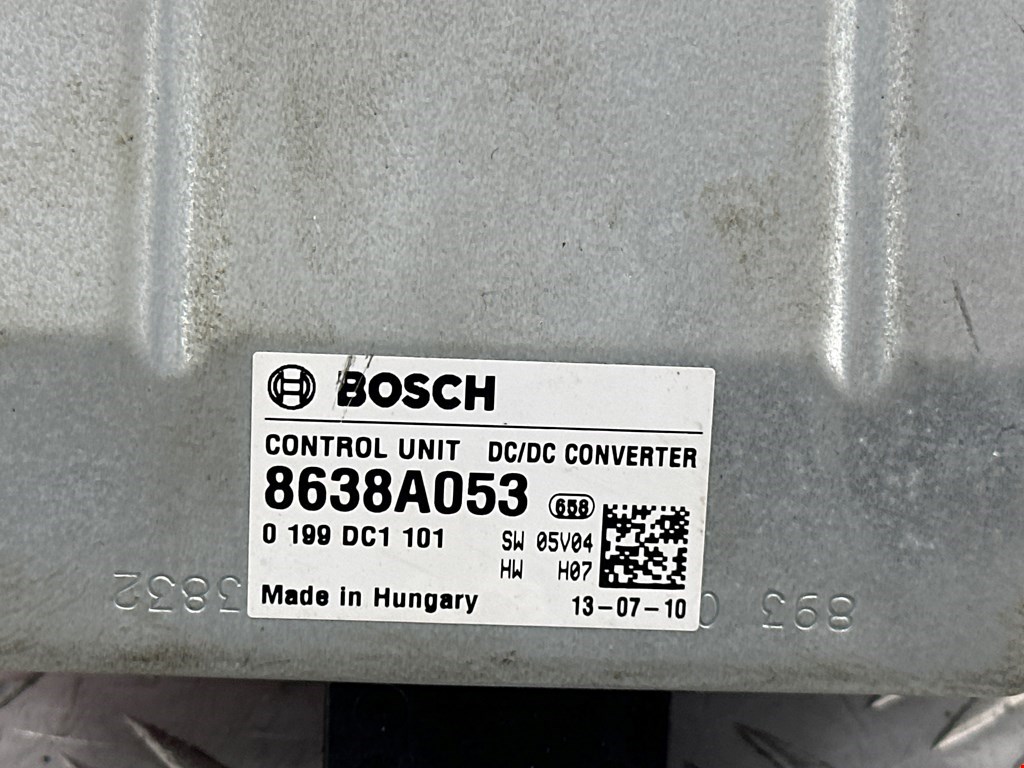 BOSCH
CONTROL UNIT DC/DC CONVERTER
8638A053 658
0 199 DC1 101 SW 05V04
HW H07
Made in Hungary 13-07-10